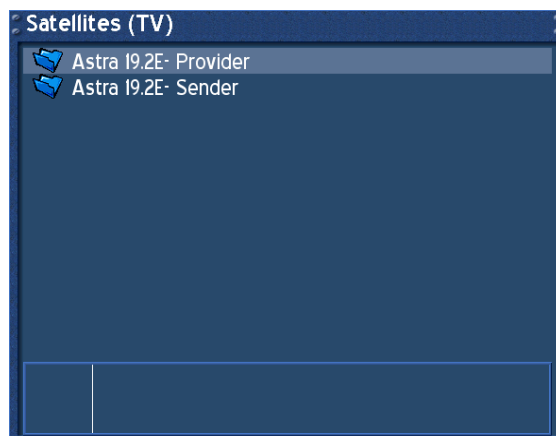 Satellites (TV)
Astra 19.2E- Provider
Astra 19.2E- Sender